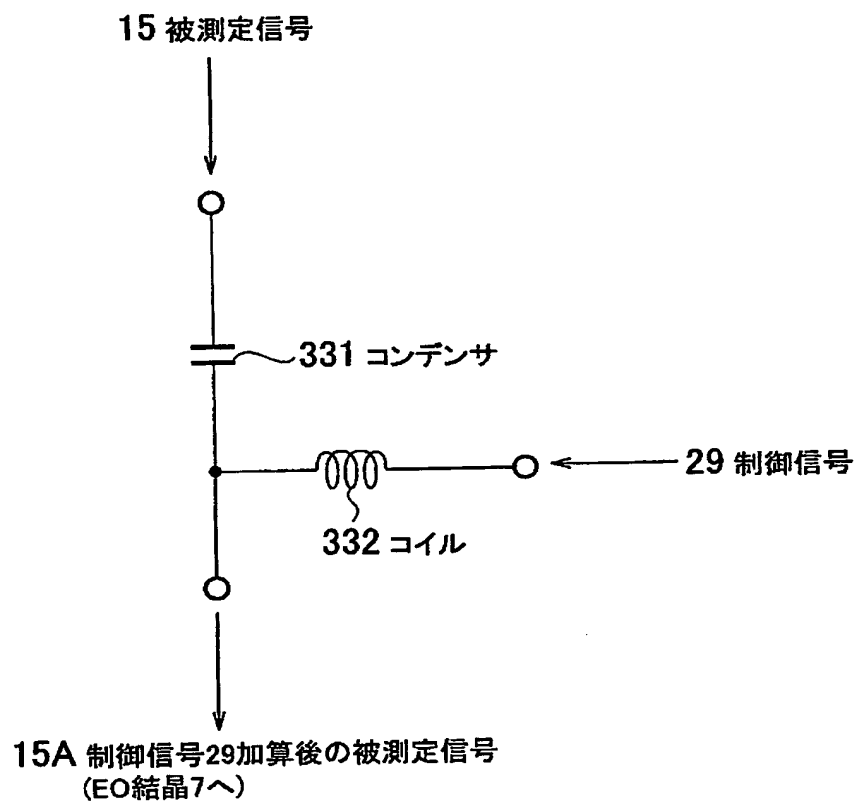 15 被測定信号
331 コンデンサ
29 制御信号
332 コイル
15A 制御信号29加算後の被測定信号
(EO結晶7へ)